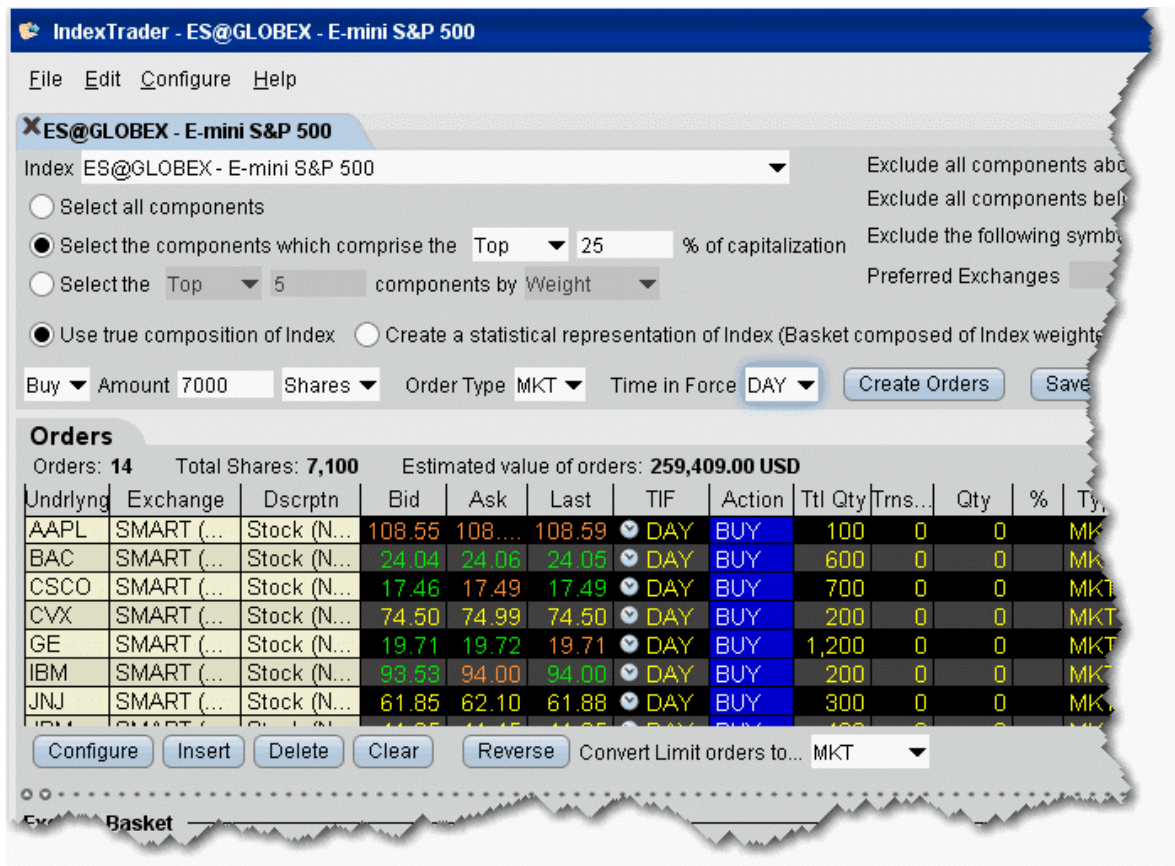 IndexTrader - ES@GLOBEX - E-mini S&P 500
File Edit Configure Help
ES@GLOBEX - E-mini S&P 500
Index ES@GLOBEX - E-mini S&P 500 Exclude all components
Select all components Exclude all components
Select the components which comprise the Top 25 % of capitalization Exclude the following
Select the Top 5 components by Weight Preferred Exchanges
Use true composition of Index Create a statistical representation of Index (Basket composed of Index
Buy Amount 7000 Shares Order Type MKT Time in Force DAY Create Orders Save
Orders
Orders: 14 Total Shares: 7,100 Estimated value of orders: 259,409.00 USD
Undrlyng Exchange Dscrptn Bid Ask Last TIF Action Ttl Qty Trns... Qty %
AAPL SMART (... Stock (N... 108.55 108.... 108.59 DAY BUY 100 0 0
BAC SMART (... Stock (N... 24.04 24.06 24.05 DAY BUY 600 0 0
CSCO SMART (... Stock (N... 17.46 17.49 17.49 DAY BUY 700 0 0 MKT
CVX SMART (... Stock (N... 74.50 74.99 74.50 DAY BUY 200 0 0 MKT
GE SMART (... Stock (N... 19.71 19.72 19.71 DAY BUY 1,200 0 0 MKT
IBM SMART (... Stock (N... 93.53 94.00 94.00 DAY BUY 200 0 0 MKT
JNJ SMART (... Stock (N... 61.85 62.10 61.88 DAY BUY 300 0 0 MKT
Configure Insert Delete Clear Reverse Convert Limit orders to... MKT
Basket